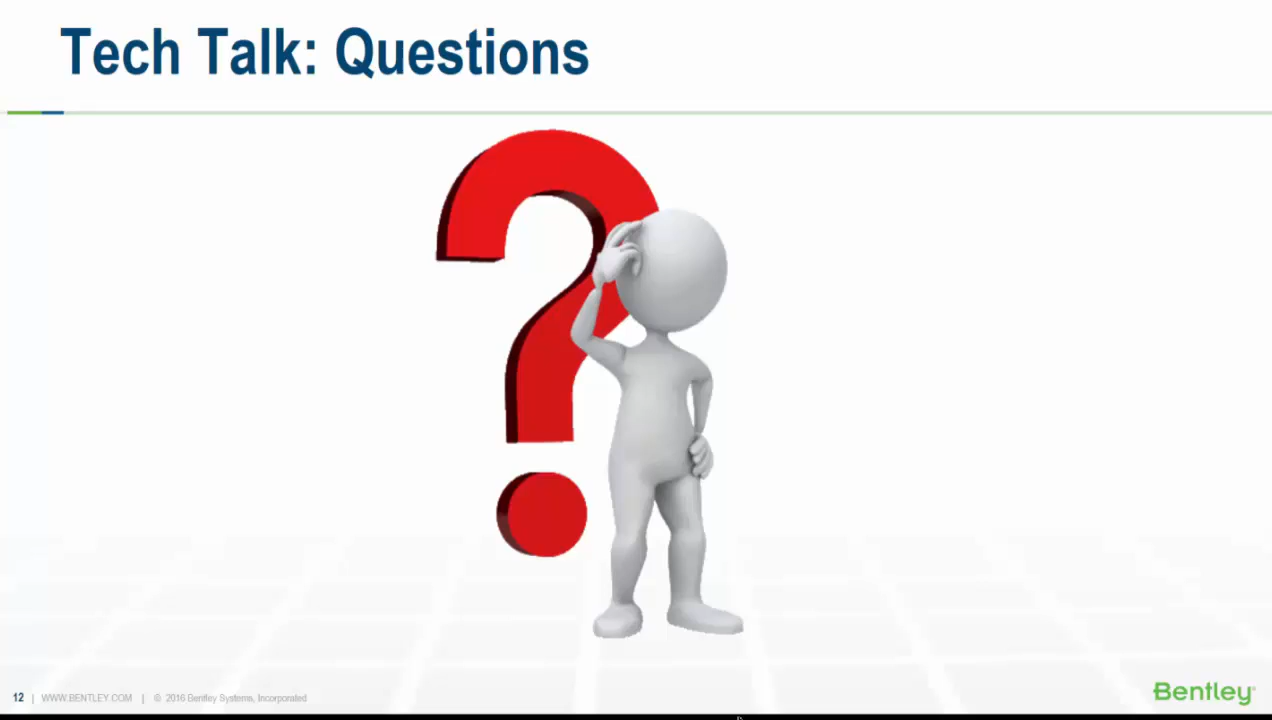 Tech Talk: Questions
12 | WWW.BENTLEY.COM | © 2016 Bentley Systems, Incorporated
Bentley®